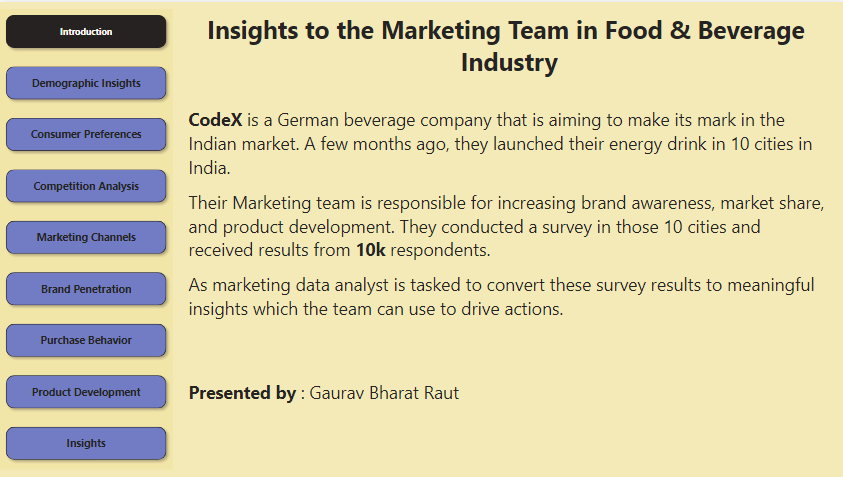 Introduction
Demographic Insights
Consumer Preferences
Competition Analysis
Marketing Channels
Brand Penetration
Purchase Behavior
Product Development
Insights
Insights to the Marketing Team in Food & Beverage
Industry
CodeX is a German beverage company that is aiming to make its mark in the
Indian market. A few months ago, they launched their energy drink in 10 cities in
India.
Their Marketing team is responsible for increasing brand awareness, market share,
and product development. They conducted a survey in those 10 cities and
received results from 10k respondents.
As marketing data analyst is tasked to convert these survey results to meaningful
insights which the team can use to drive actions.
Presented by : Gaurav Bharat Raut